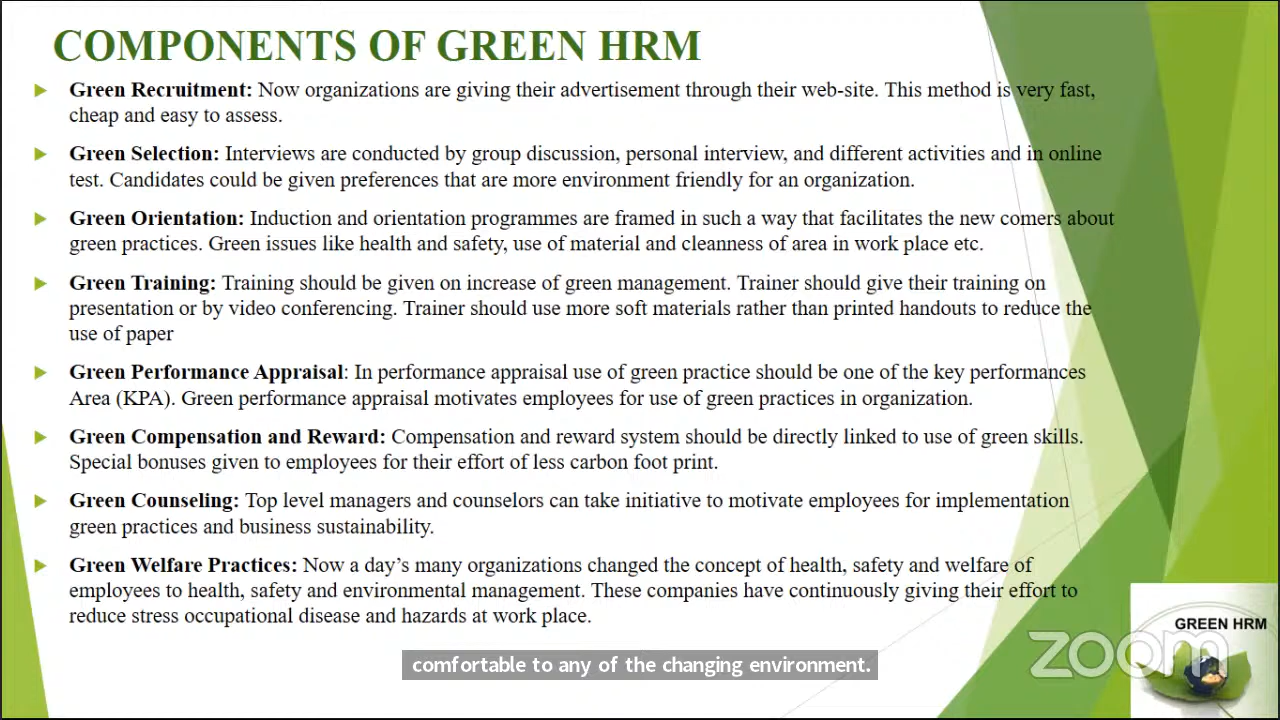 COMPONENTS OF GREEN HRM
Green Recruitment: Now organizations are giving their advertisement through their web-site. This method is very fast,
cheap and easy to assess.
Green Selection: Interviews are conducted by group discussion, personal interview, and different activities and in online
test. Candidates could be given preferences that are more environment friendly for an organization.
Green Orientation: Induction and orientation programmes are framed in such a way that facilitates the new comers about
green practices. Green issues like health and safety, use of material and cleanness of area in work place etc.
Green Training: Training should be given on increase of green management. Trainer should give their training on
presentation or by video conferencing. Trainer should use more soft materials rather than printed handouts to reduce the
use of paper
Green Performance Appraisal: In performance appraisal use of green practice should be one of the key performances
Area (KPA). Green performance appraisal motivates employees for use of green practices in organization.
Green Compensation and Reward: Compensation and reward system should be directly linked to use of green skills.
Special bonuses given to employees for their effort of less carbon foot print.
Green Counseling: Top level managers and counselors can take initiative to motivate employees for implementation
green practices and business sustainability.
Green Welfare Practices: Now a day's many organizations changed the concept of health, safety and welfare of
employees to health, safety and environmental management. These companies have continuously giving their effort to
reduce stress occupational disease and hazards at work place.
GREEN HRM
zoom
comfortable to any of the changing environment.